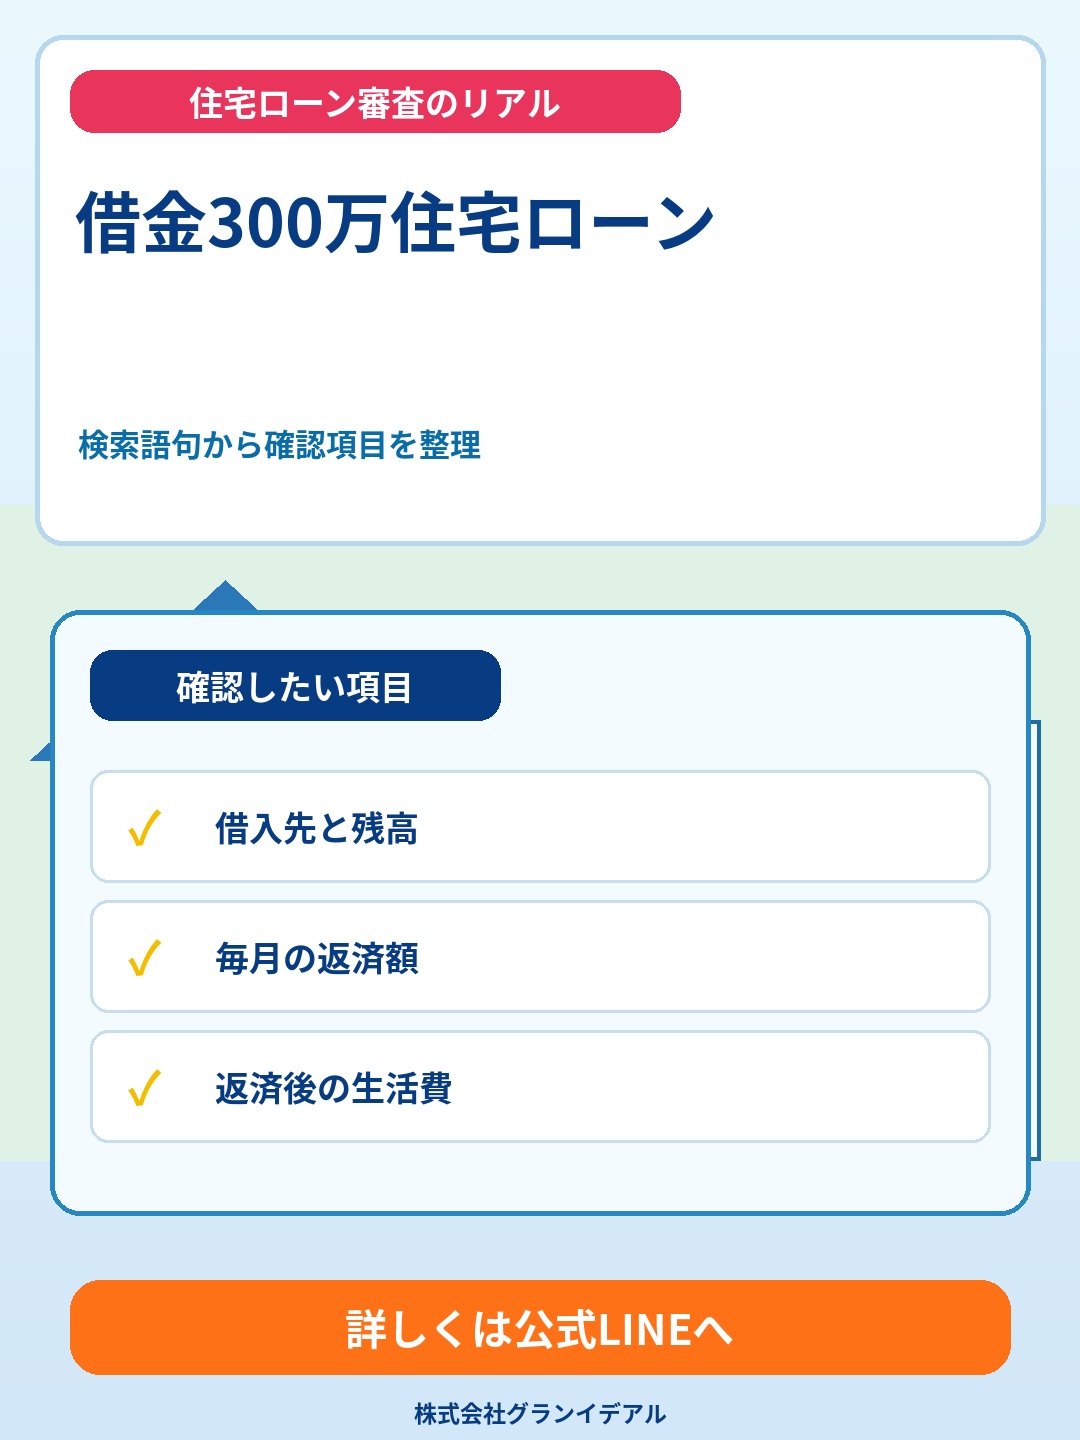 住宅ローン審査のリアル
借金300万住宅ローン
検索語句から確認項目を整理
確認したい項目
✓ 借入先と残高
✓ 毎月の返済額
✓ 返済後の生活費
詳しくは公式LINEへ
株式会社グランイデアル